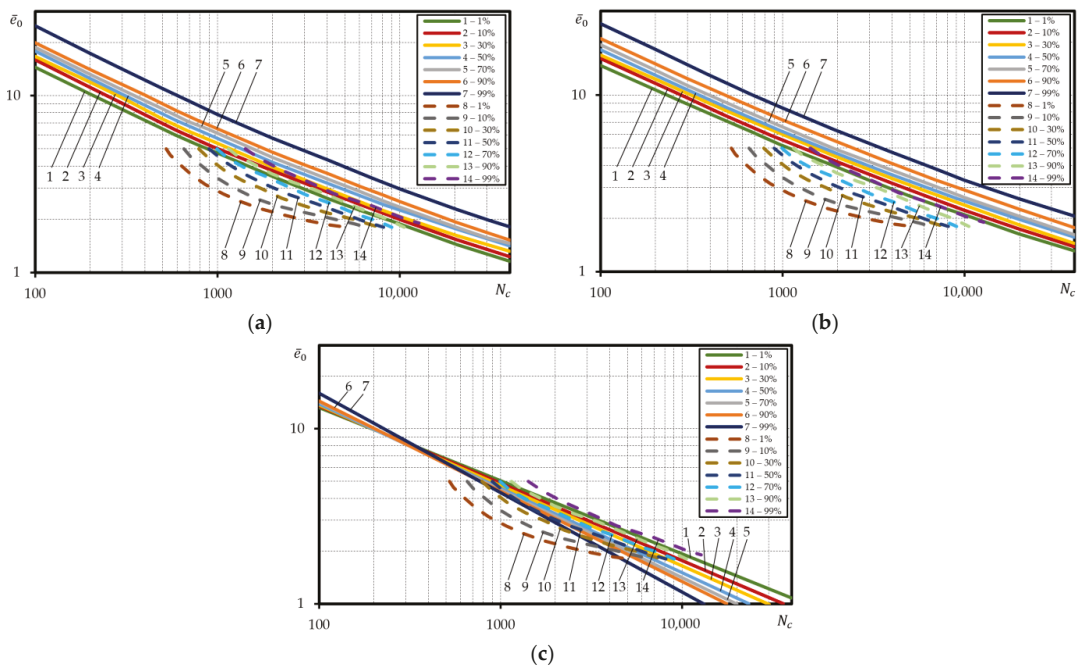 ē₀
10
1
100
1000
10,000
N_c
1
2
3
4
5
6
7
8
9
10
11
12
13
14
1 – 1%
2 – 10%
3 – 30%
4 – 50%
5 – 70%
6 – 90%
7 – 99%
8 – 1%
9 – 10%
10 – 30%
11 – 50%
12 – 70%
13 – 90%
14 – 99%
(a)
ē₀
10
1
100
1000
10,000
N_c
1
2
3
4
5
6
7
8
9
10
11
12
13
14
1 – 1%
2 – 10%
3 – 30%
4 – 50%
5 – 70%
6 – 90%
7 – 99%
8 – 1%
9 – 10%
10 – 30%
11 – 50%
12 – 70%
13 – 90%
14 – 99%
(b)
ē₀
10
1
100
1000
10,000
N_c
6
7
1
2
3
4
5
8
9
10
11
12
13
14
1 – 1%
2 – 10%
3 – 30%
4 – 50%
5 – 70%
6 – 90%
7 – 99%
8 – 1%
9 – 10%
10 – 30%
11 – 50%
12 – 70%
13 – 90%
14 – 99%
(c)